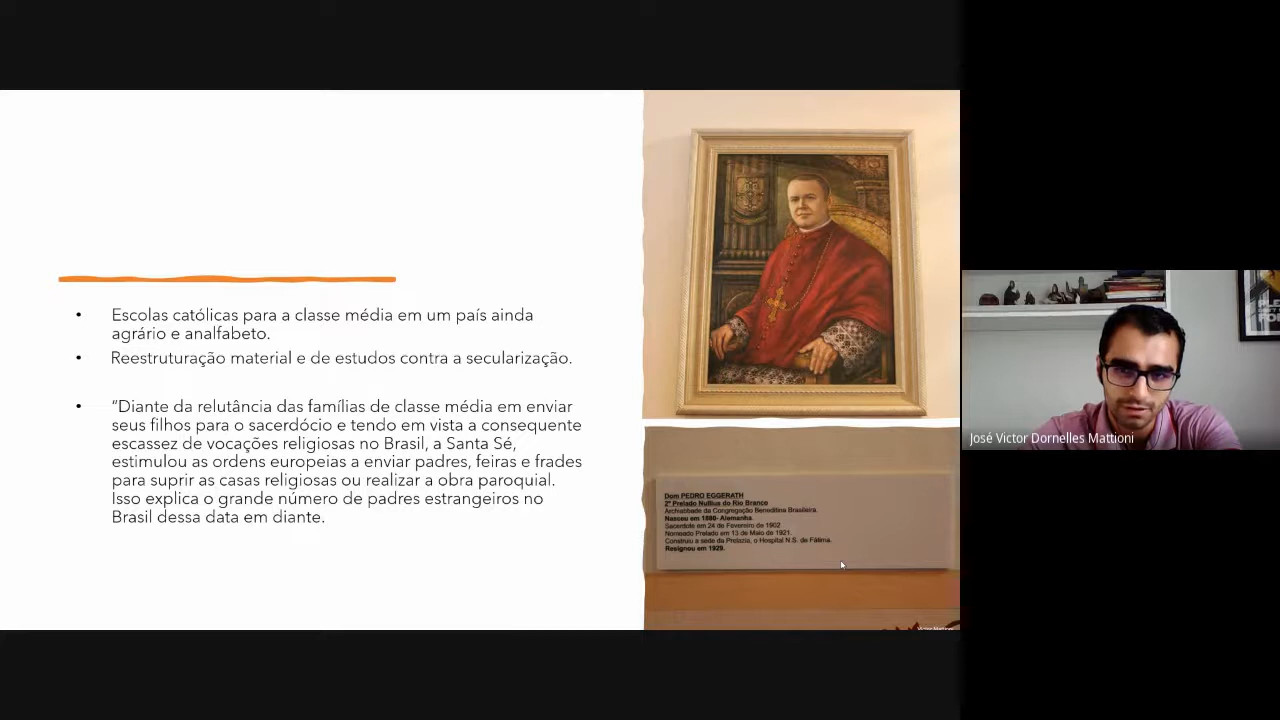 • Escolas católicas para a classe média em um país ainda
agrário e analfabeto.
• Reestruturação material e de estudos contra a secularização.
• “Diante da relutância das famílias de classe média em enviar
seus filhos para o sacerdócio e tendo em vista a consequente
escassez de vocações religiosas no Brasil, a Santa Sé,
estimulou as ordens europeias a enviar padres, feiras e frades
para suprir as casas religiosas ou realizar a obra paroquial.
Isso explica o grande número de padres estrangeiros no
Brasil dessa data em diante.
Dom PEDRO EGGERATH
2º Prelado Nullius do Rio Branco
Archiabbade da Congregação Beneditina Brasileira.
Nasceu em 1880- Alemanha.
Sacerdote em 24 de Fevereiro de 1902
Nomeado Prelado em 13 de Maio de 1921.
Construiu a sede da Prelazia, o Hospital N.S. de Fátima.
Resignou em 1929.
Victor Mattioni
José Victor Dornelles Mattioni